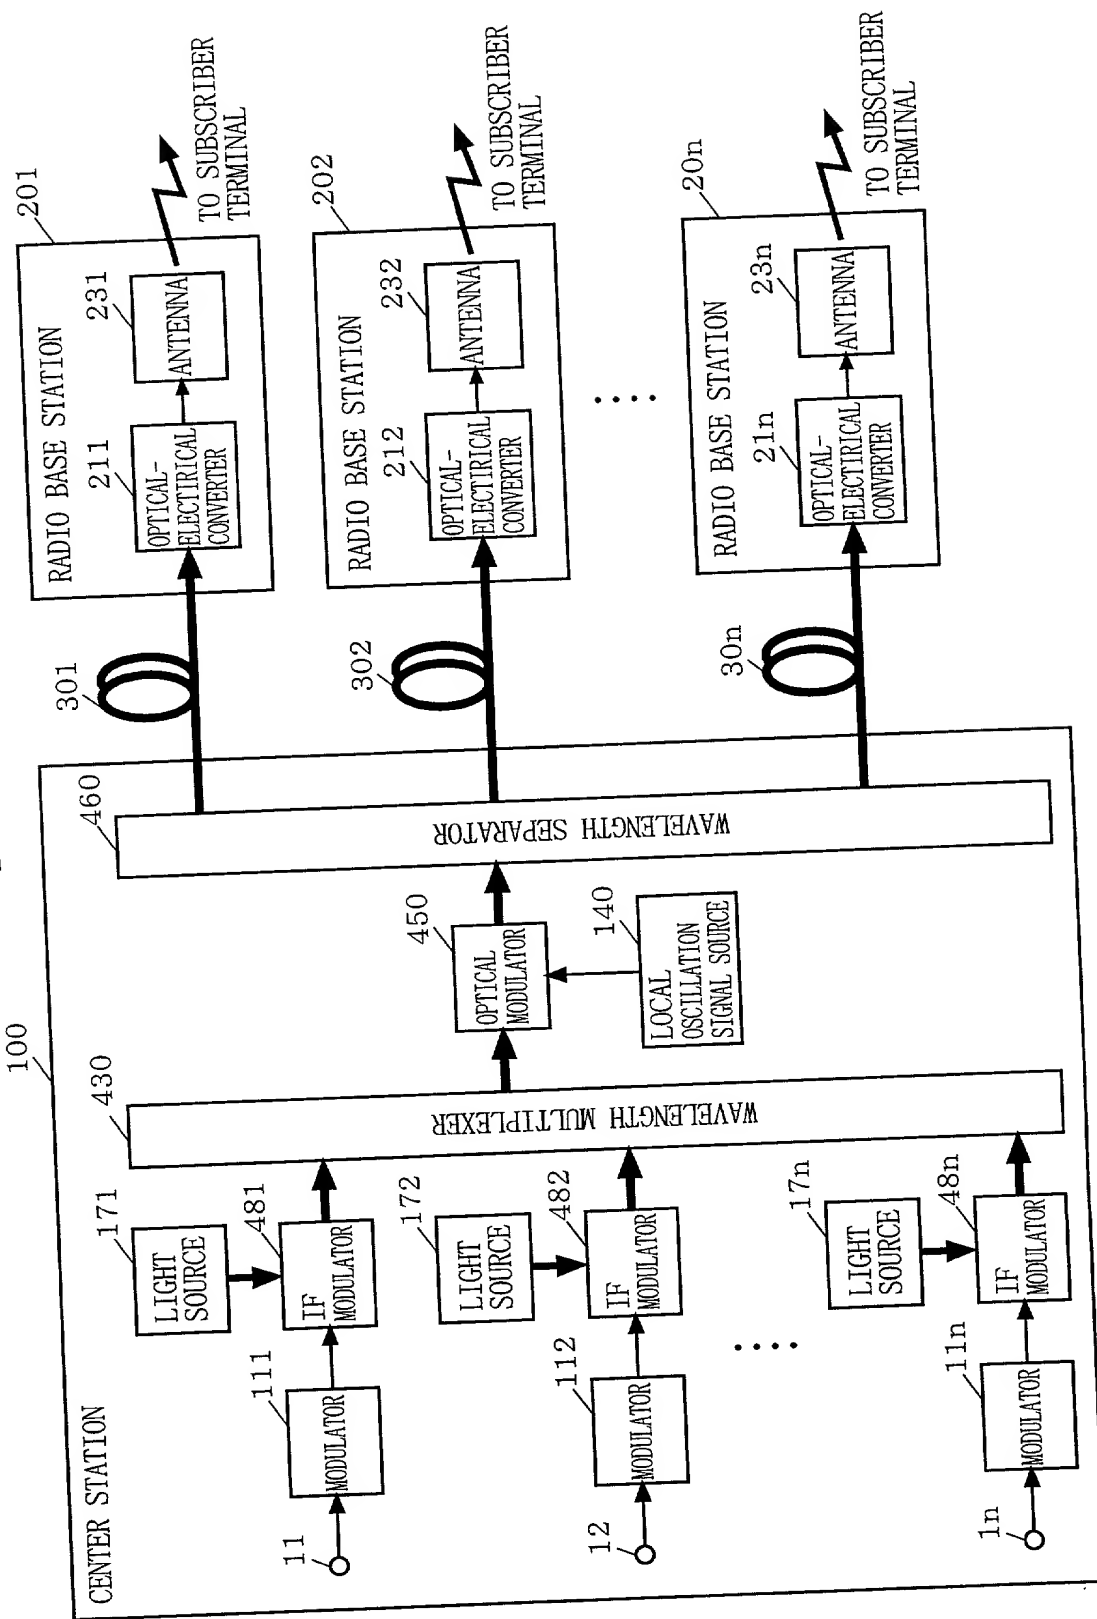 100
CENTER STATION
11
111
MODULATOR
171
LIGHT
SOURCE
481
IF
MODULATOR
12
112
MODULATOR
172
LIGHT
SOURCE
482
IF
MODULATOR
....
1n
11n
MODULATOR
17n
LIGHT
SOURCE
48n
IF
MODULATOR
430
WAVELENGTH MULTIPLEXER
450
OPTICAL
MODULATOR
140
LOCAL
OSCILLATION
SIGNAL SOURCE
460
WAVELENGTH SEPARATOR
301
302
30n
201
RADIO BASE STATION
211
OPTICAL-
ELECTIRICAL
CONVERTER
231
ANTENNA
TO SUBSCRIBER
TERMINAL
202
RADIO BASE STATION
212
OPTICAL-
ELECTIRICAL
CONVERTER
232
ANTENNA
TO SUBSCRIBER
TERMINAL
....
20n
RADIO BASE STATION
21n
OPTICAL-
ELECTIRICAL
CONVERTER
23n
ANTENNA
TO SUBSCRIBER
TERMINAL